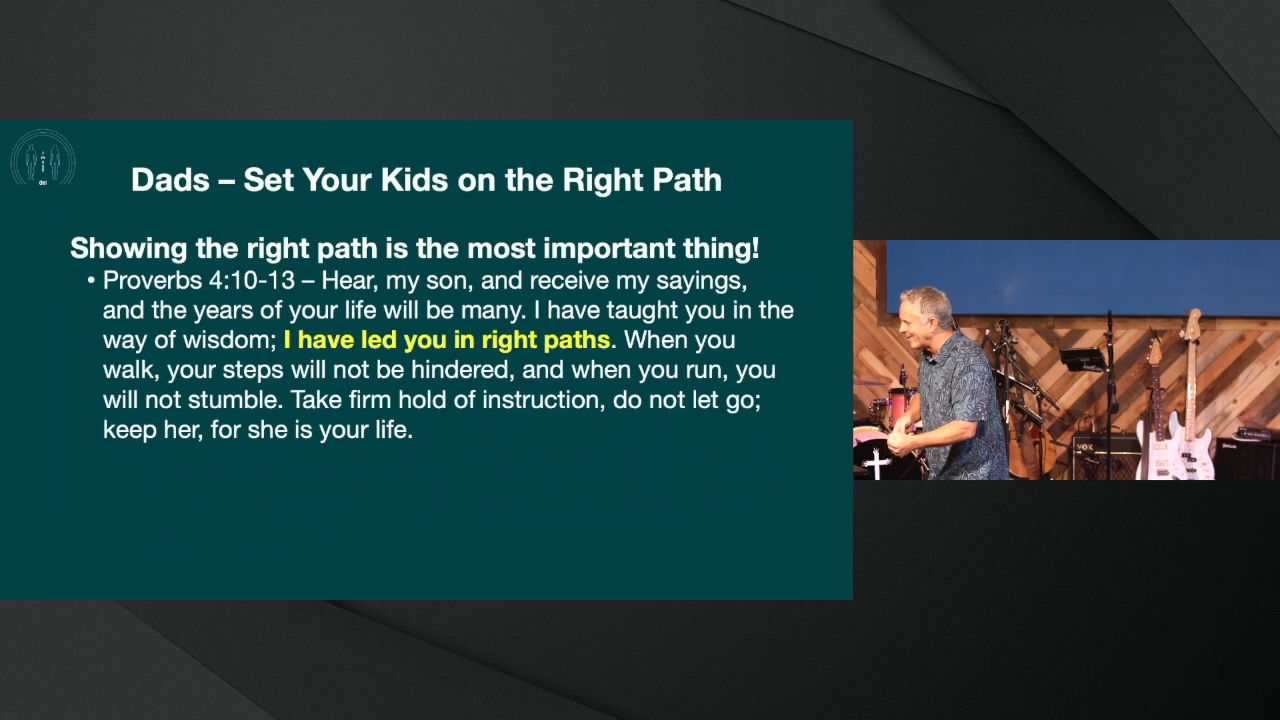 dei
Dads – Set Your Kids on the Right Path
Showing the right path is the most important thing!
• Proverbs 4:10-13 – Hear, my son, and receive my sayings,
and the years of your life will be many. I have taught you in the
way of wisdom; I have led you in right paths. When you
walk, your steps will not be hindered, and when you run, you
will not stumble. Take firm hold of instruction, do not let go;
keep her, for she is your life.
VOX